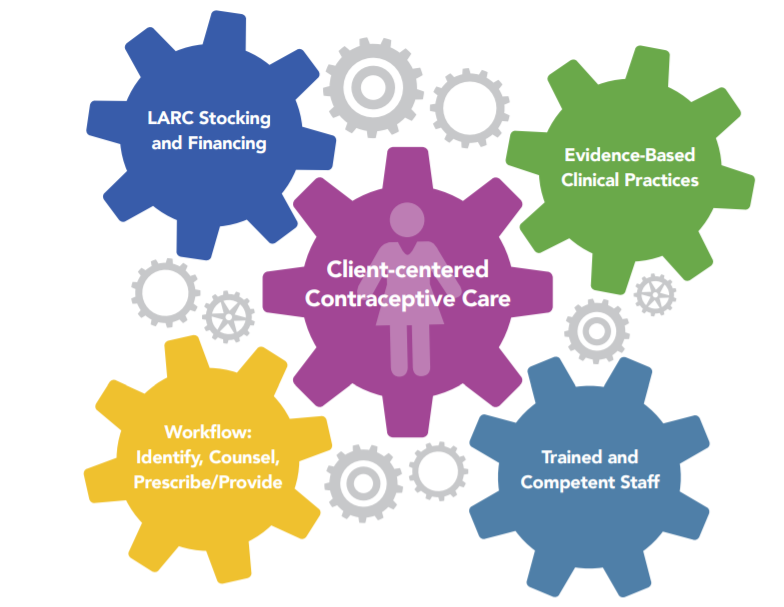 LARC Stocking
and Financing
Evidence-Based
Clinical Practices
Client-centered
Contraceptive Care
Workflow:
Identify, Counsel,
Prescribe/Provide
Trained and
Competent Staff